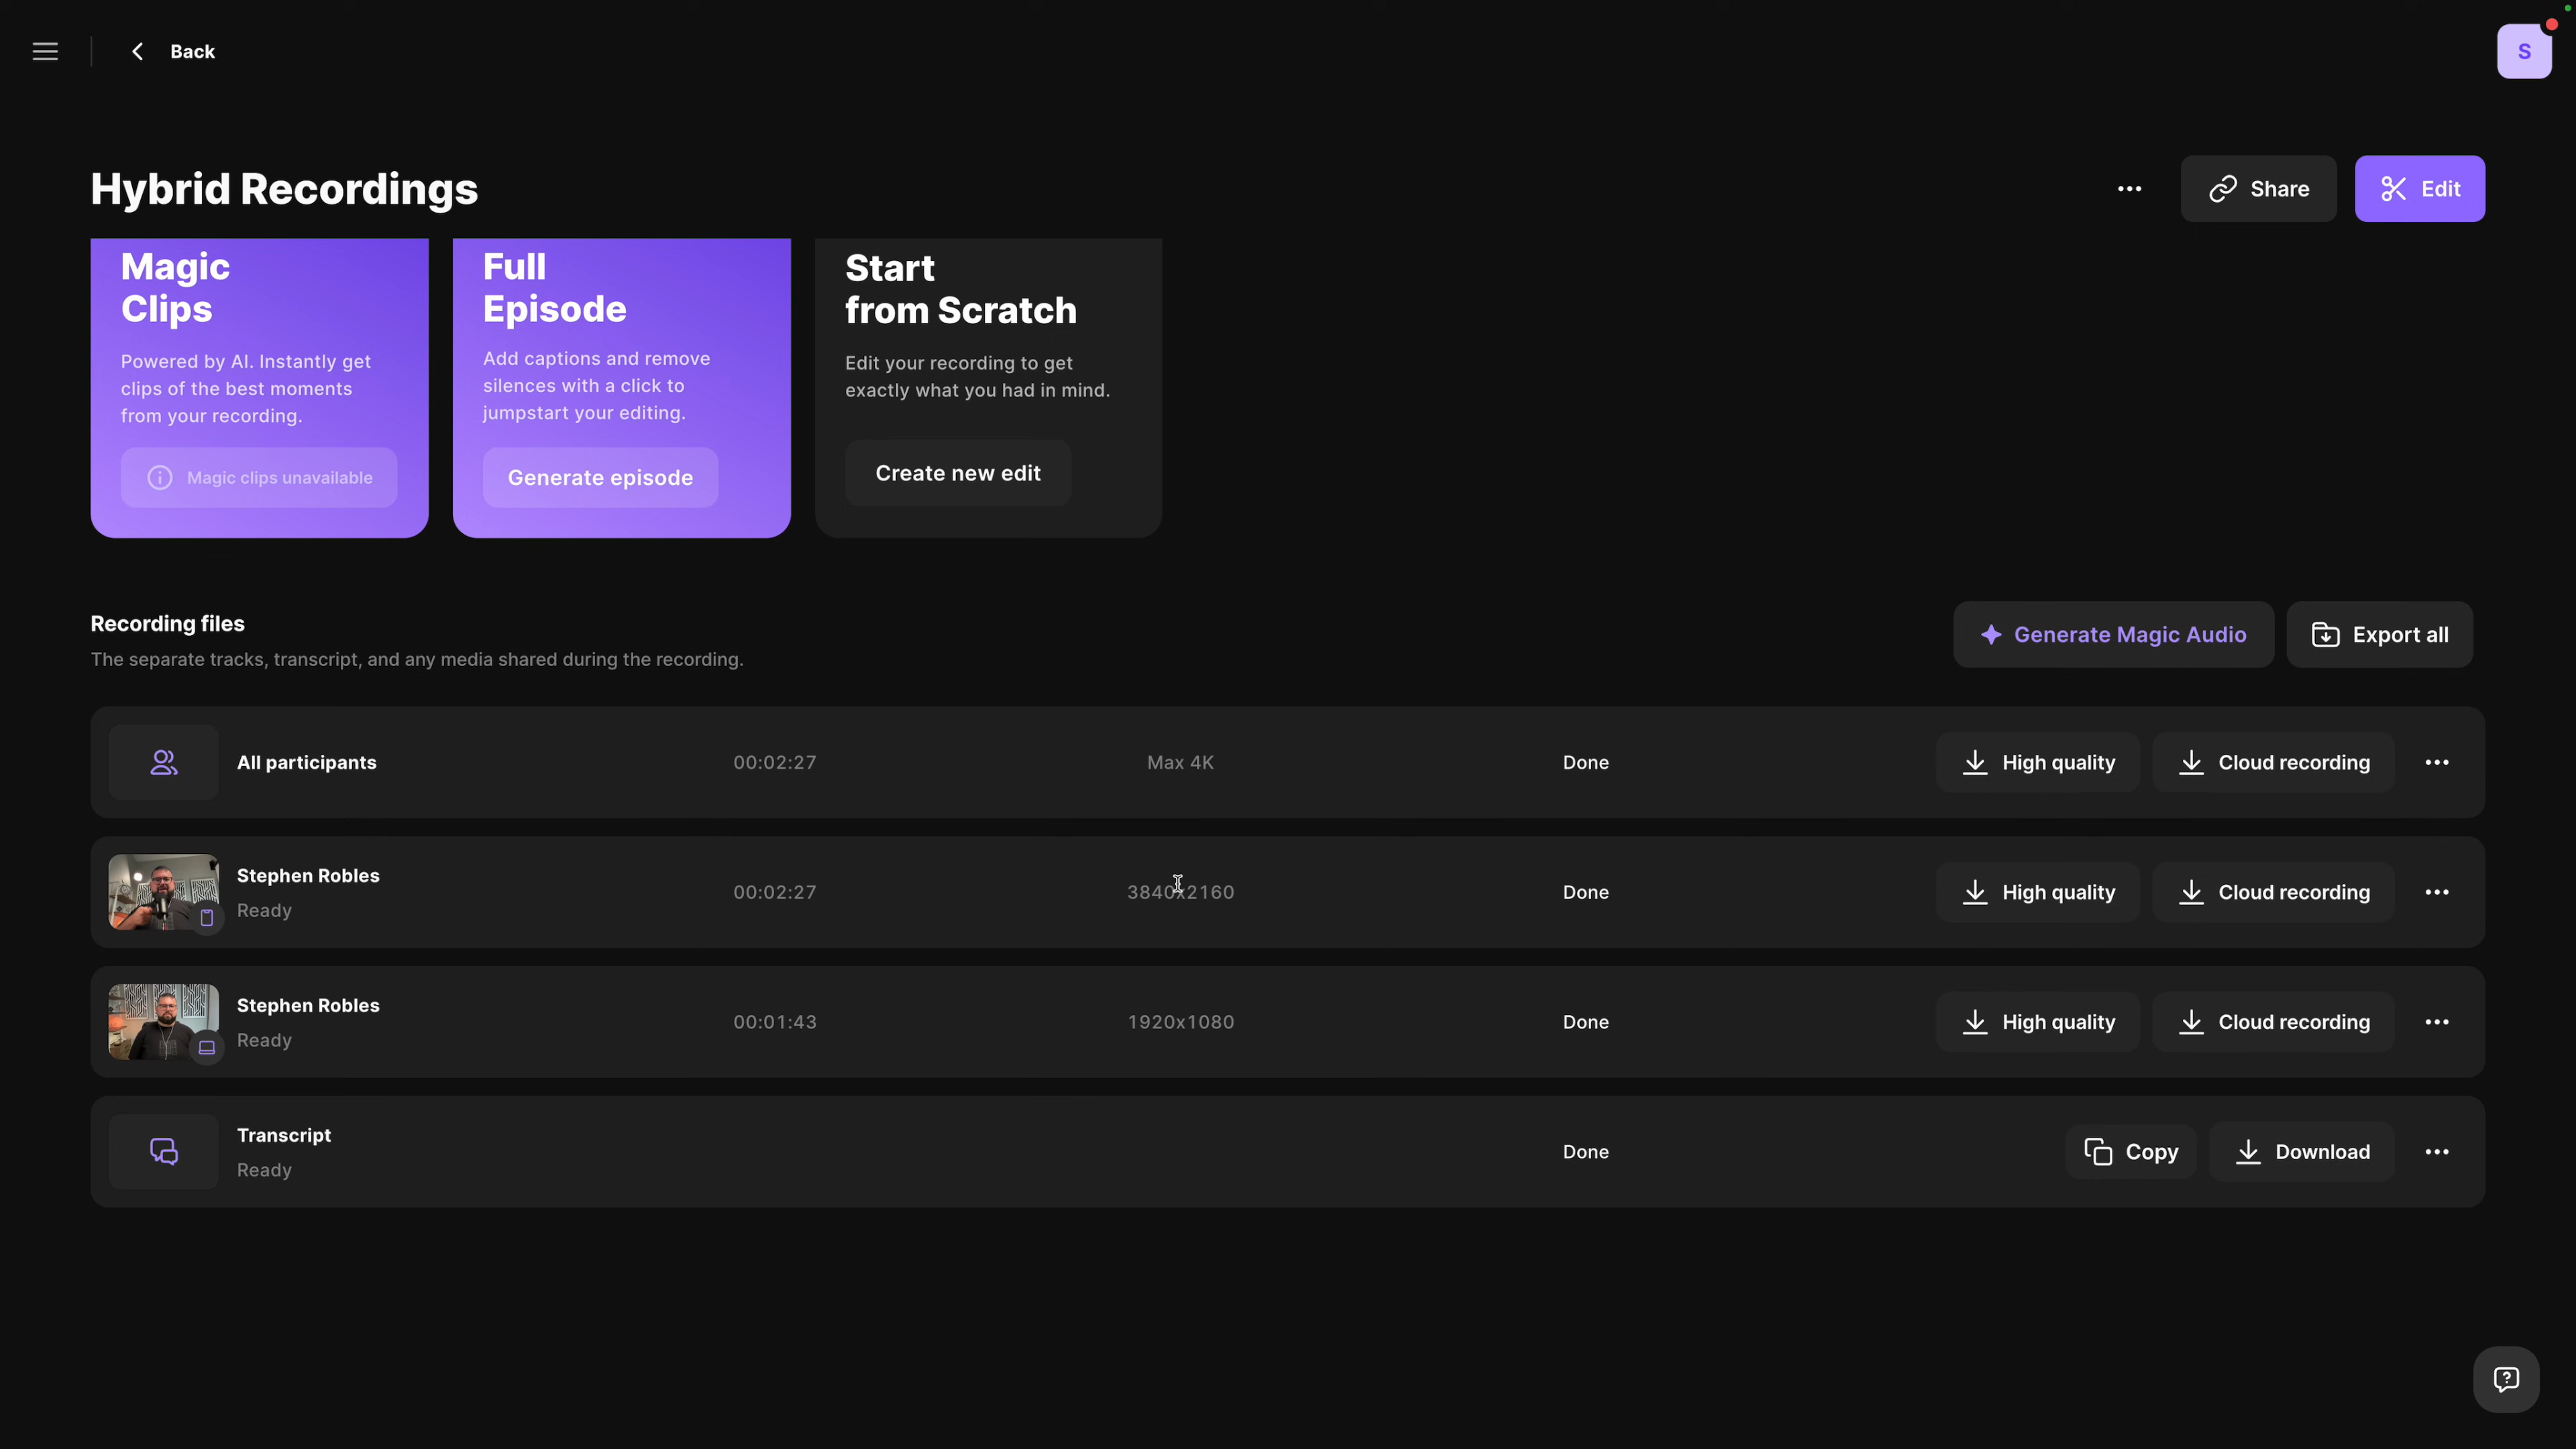 Back
S
Hybrid Recordings
Share
Edit
Magic
Clips
Powered by AI. Instantly get
clips of the best moments
from your recording.
Magic clips unavailable
Full
Episode
Add captions and remove
silences with a click to
jumpstart your editing.
Generate episode
Start
from Scratch
Edit your recording to get
exactly what you had in mind.
Create new edit
Recording files
The separate tracks, transcript, and any media shared during the recording.
Generate Magic Audio
Export all
All participants
00:02:27
Max 4K
Done
High quality
Cloud recording
Stephen Robles
Ready
00:02:27
3840x2160
Done
High quality
Cloud recording
Stephen Robles
Ready
00:01:43
1920x1080
Done
High quality
Cloud recording
Transcript
Ready
Done
Copy
Download